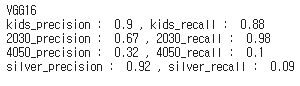 VGG16
kids_precision :  0.9 , kids_recall :  0.88
2030_precision :  0.67 , 2030_recall :  0.98
4050_precision :  0.32 , 4050_recall :  0.1
silver_precision :  0.92 , silver_recall :  0.09